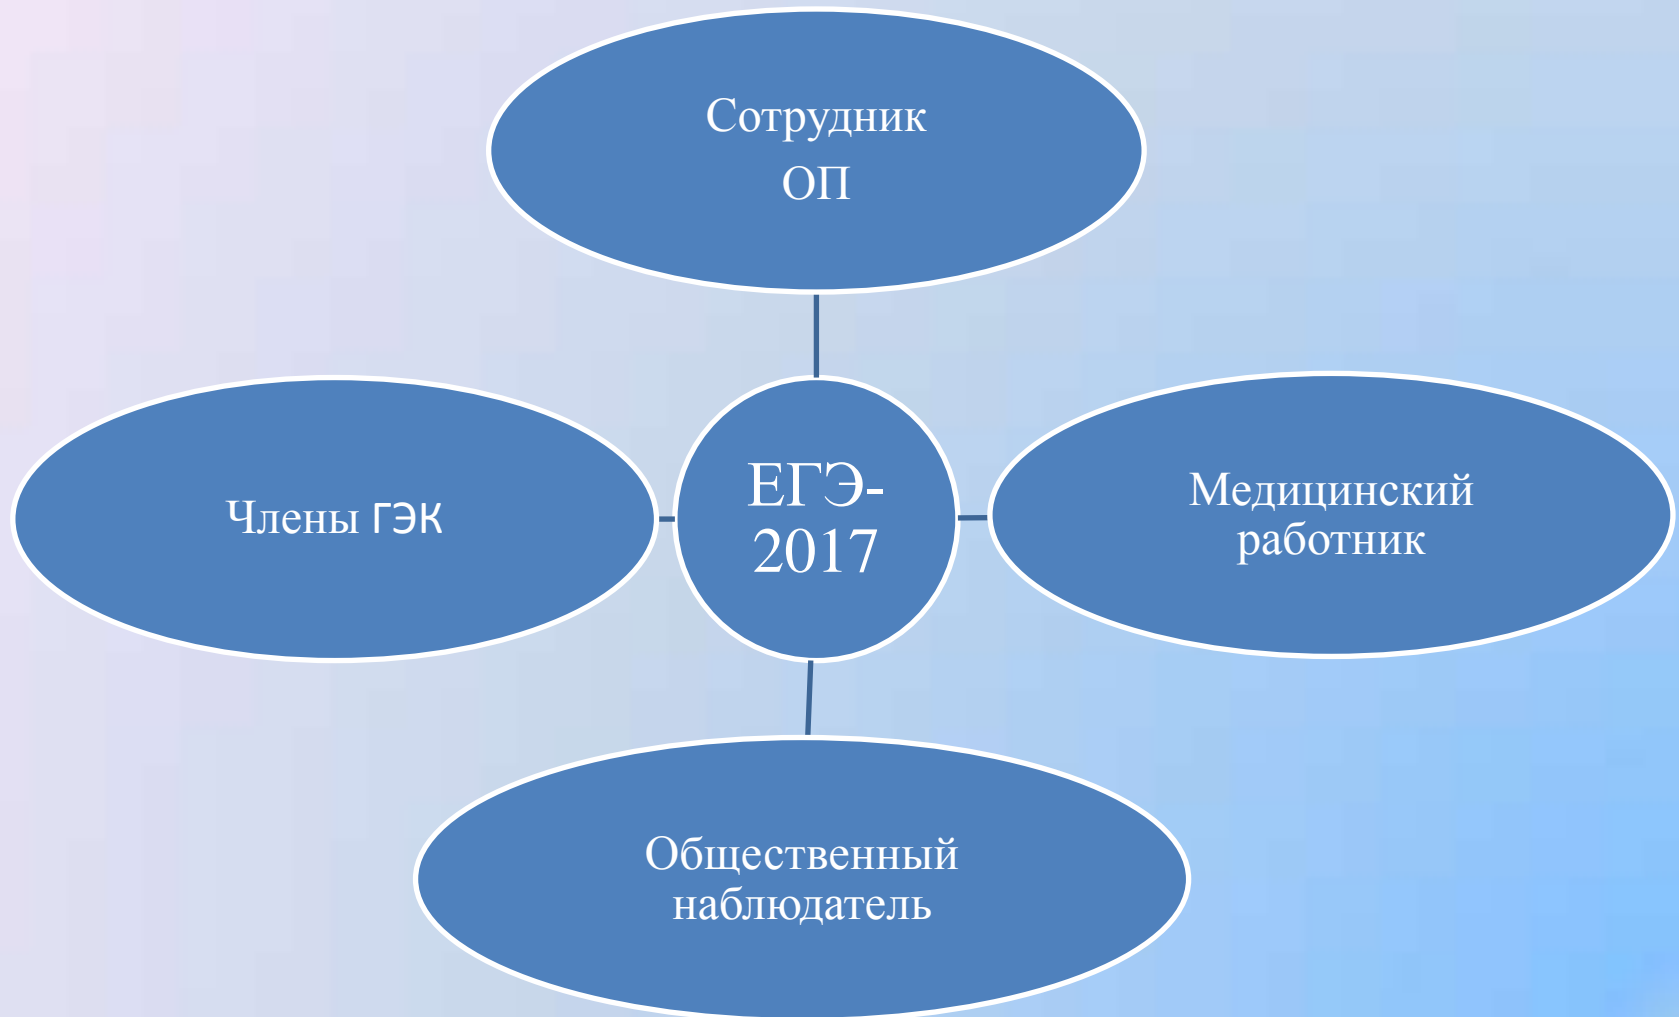 Сотрудник
ОП
Члены ГЭК
ЕГЭ-
2017
Медицинский
работник
Общественный
наблюдатель